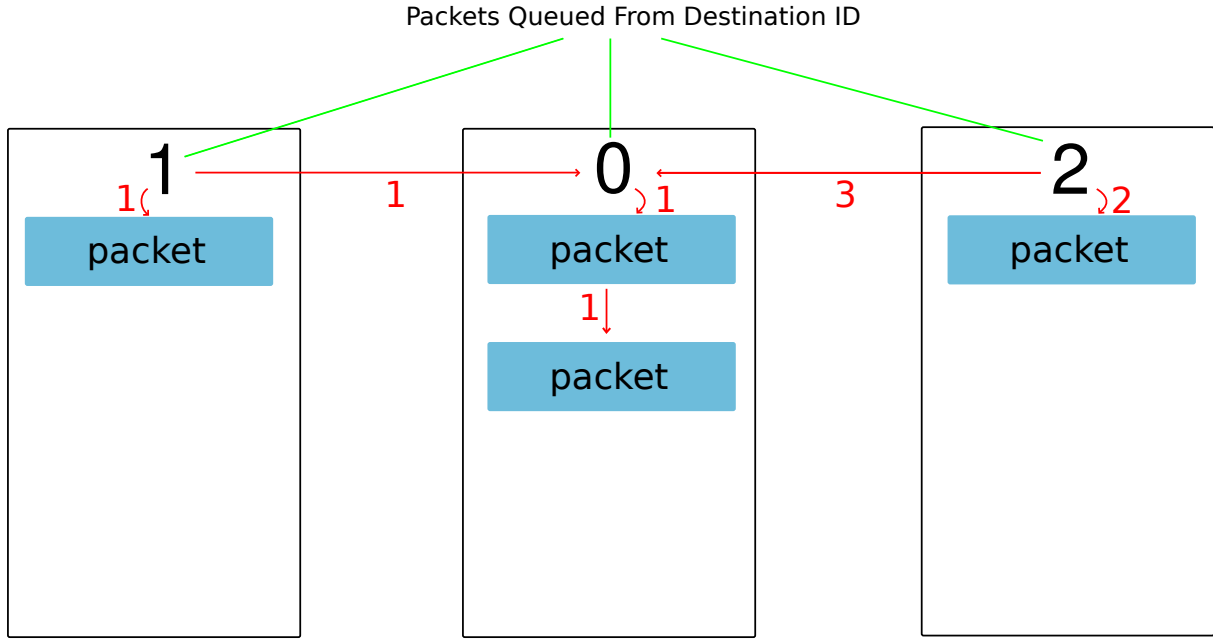 Packets Queued From Destination ID
1 0 2
1 1 1 3 2
packet packet packet
1
packet